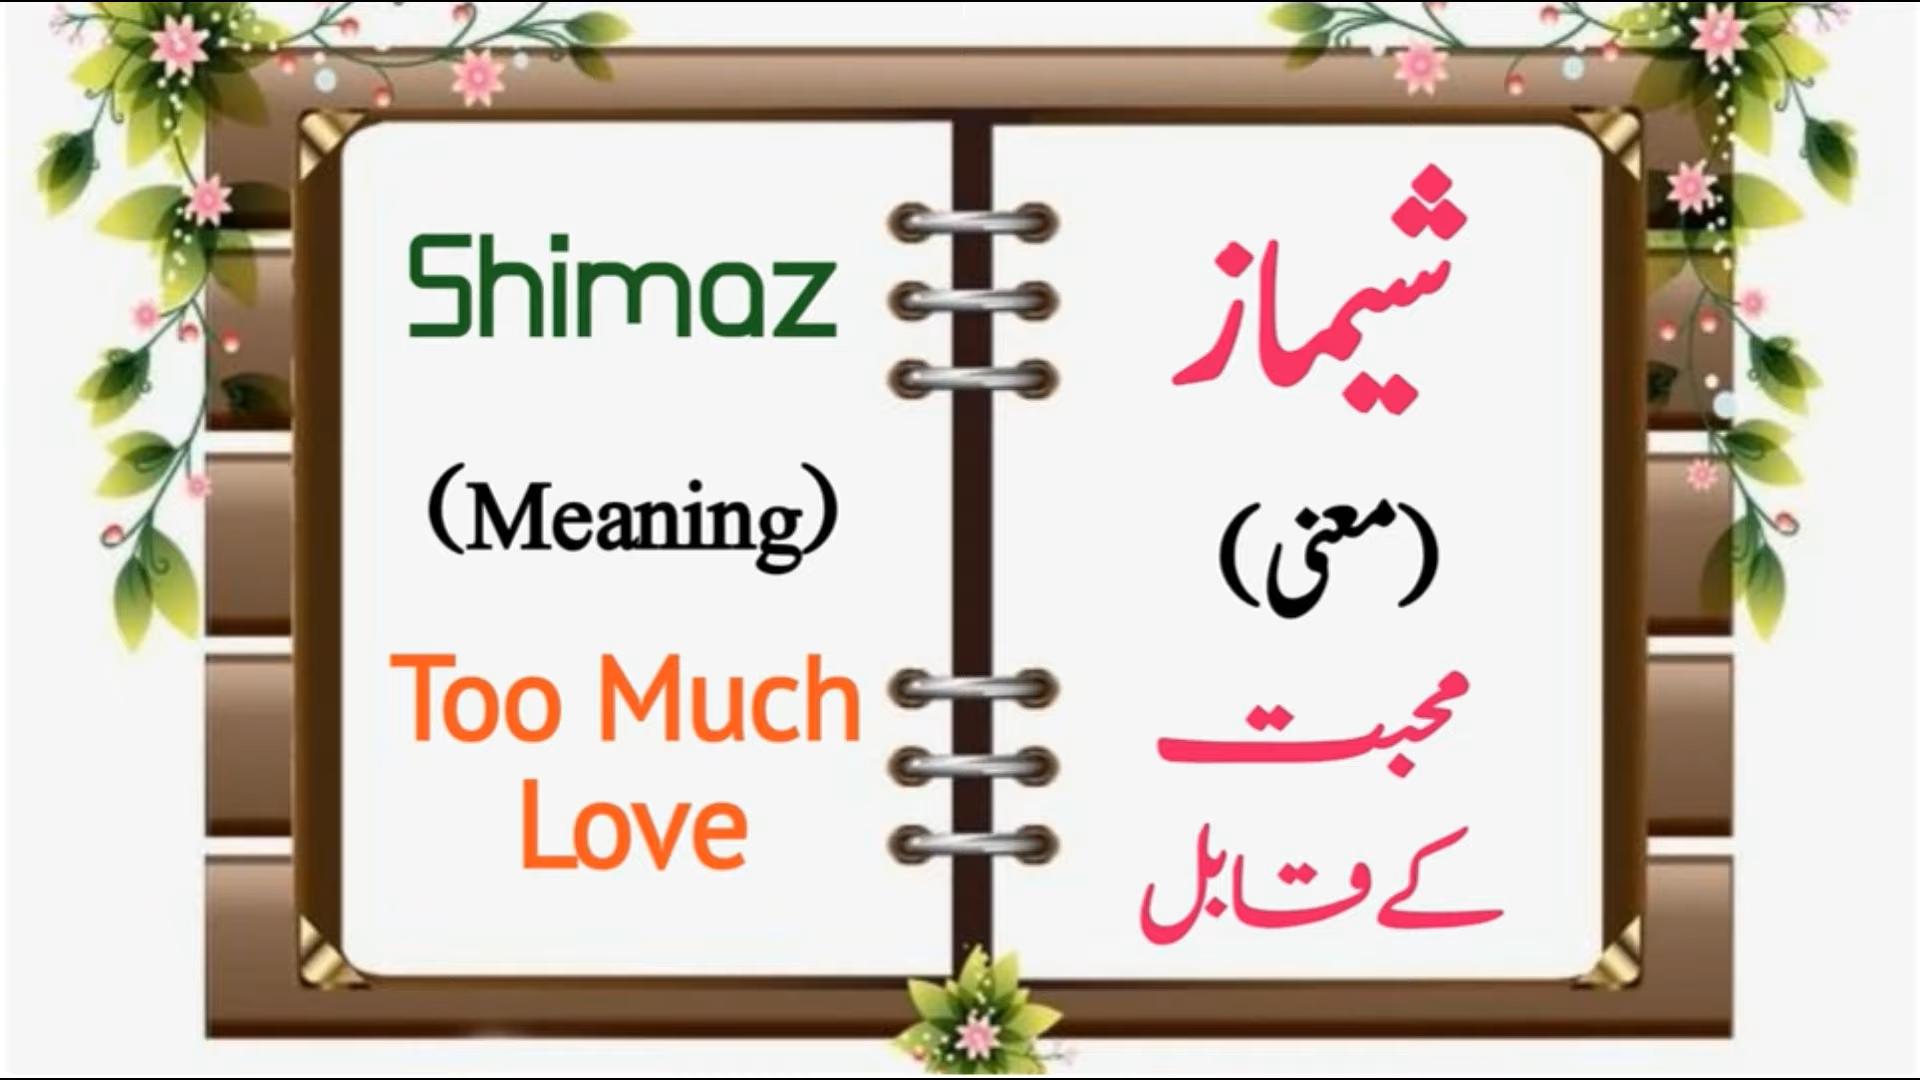 Shimaz
(Meaning)
Too Much
Love
شیماز
(معنی)
محبت
کے قابل